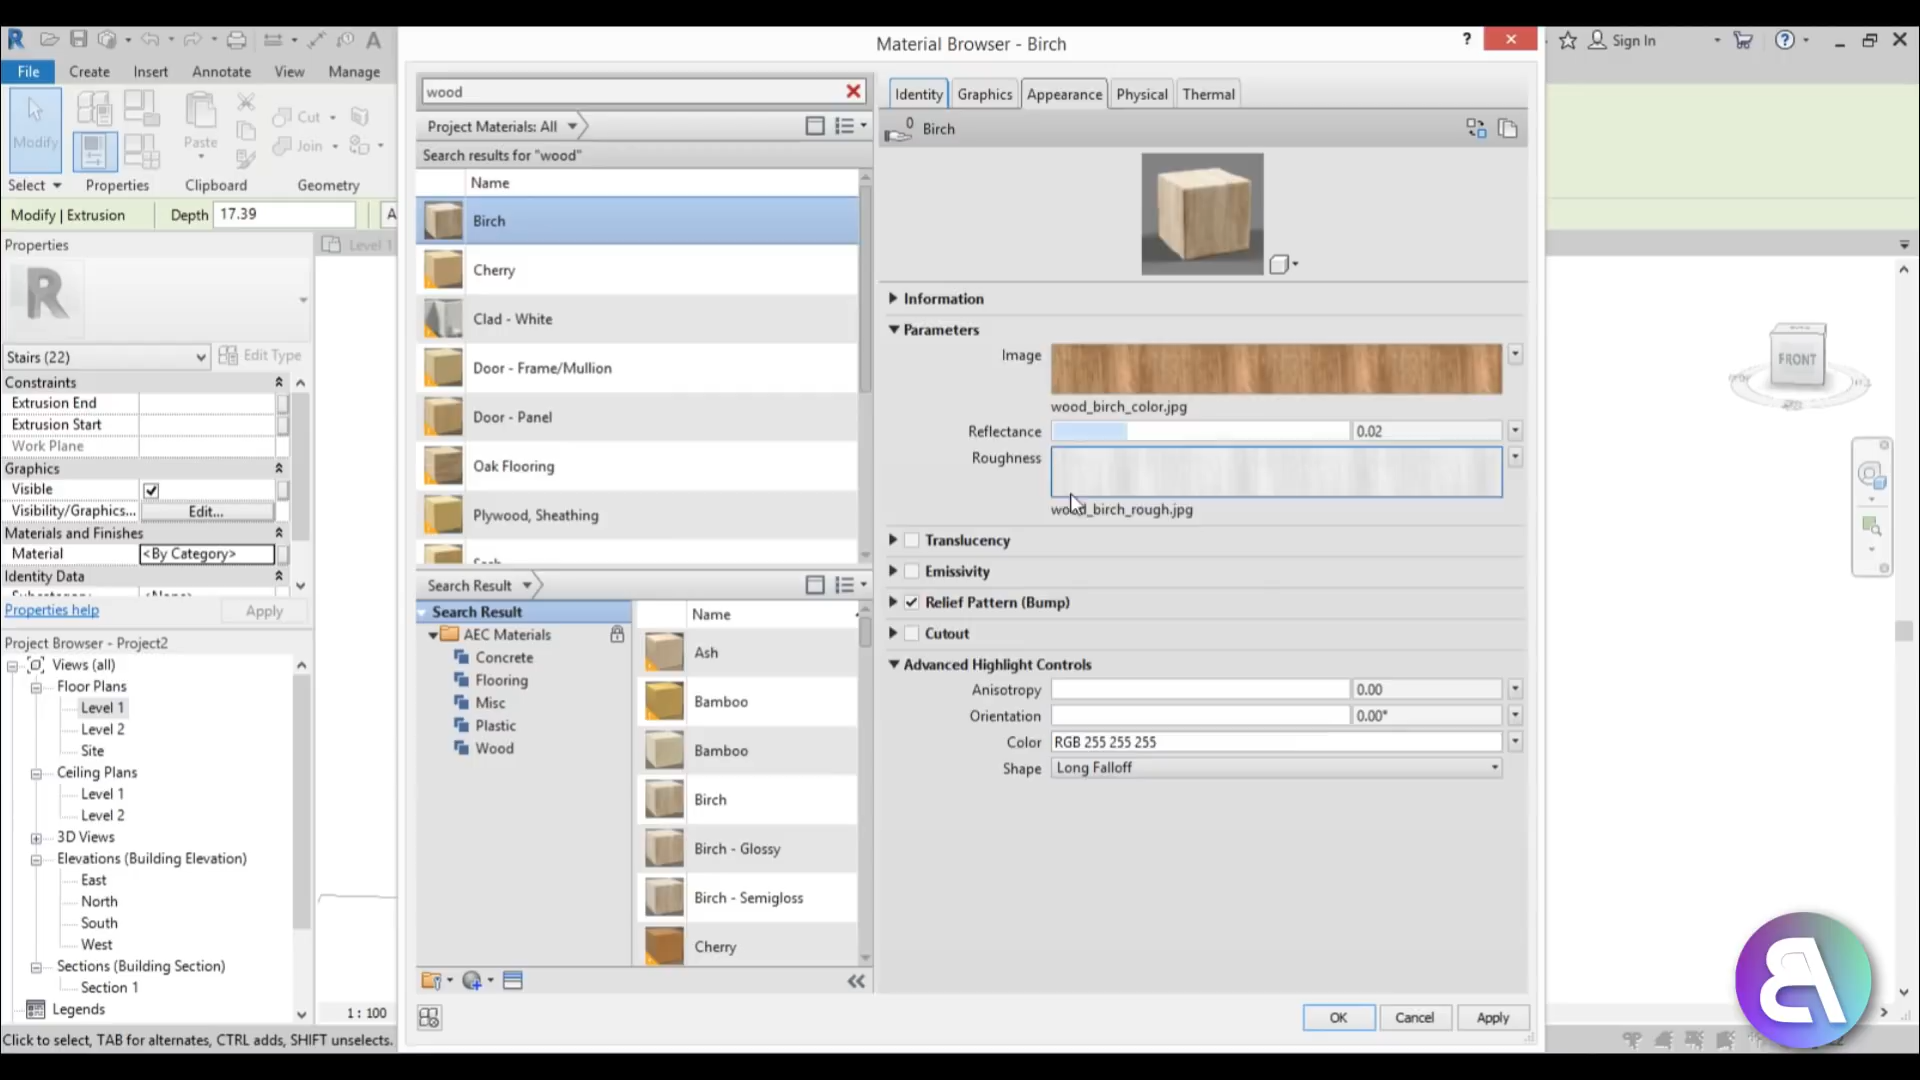 Material Browser - Birch
?
Sign In
File
Create
Insert
Annotate
View
Manage
Modify
Paste
Cut
Join
Select
Properties
Clipboard
Geometry
Modify | Extrusion
Depth
17.39
A
Properties
Level 1
R
Stairs (22)
Edit Type
Constraints
Extrusion End
Extrusion Start
Work Plane
Graphics
Visible
Visibility/Graphics...
Edit...
Materials and Finishes
Material
<By Category>
Identity Data
Properties help
Apply
Project Browser - Project2
Views (all)
Floor Plans
Level 1
Level 2
Site
Ceiling Plans
Level 1
Level 2
3D Views
Elevations (Building Elevation)
East
North
South
West
Sections (Building Section)
Section 1
Legends
1 : 100
Click to select, TAB for alternates, CTRL adds, SHIFT unselects.
wood
Project Materials: All
Search results for "wood"
Name
Birch
Cherry
Clad - White
Door - Frame/Mullion
Door - Panel
Oak Flooring
Plywood, Sheathing
Search Result
Search Result
AEC Materials
Concrete
Flooring
Misc
Plastic
Wood
Name
Ash
Bamboo
Bamboo
Birch
Birch - Glossy
Birch - Semigloss
Cherry
Identity
Graphics
Appearance
Physical
Thermal
0
Birch
Information
Parameters
Image
wood_birch_color.jpg
Reflectance
0.02
Roughness
wood_birch_rough.jpg
Translucency
Emissivity
Relief Pattern (Bump)
Cutout
Advanced Highlight Controls
Anisotropy
0.00
Orientation
0.00°
Color
RGB 255 255 255
Shape
Long Falloff
OK
Cancel
Apply
FRONT